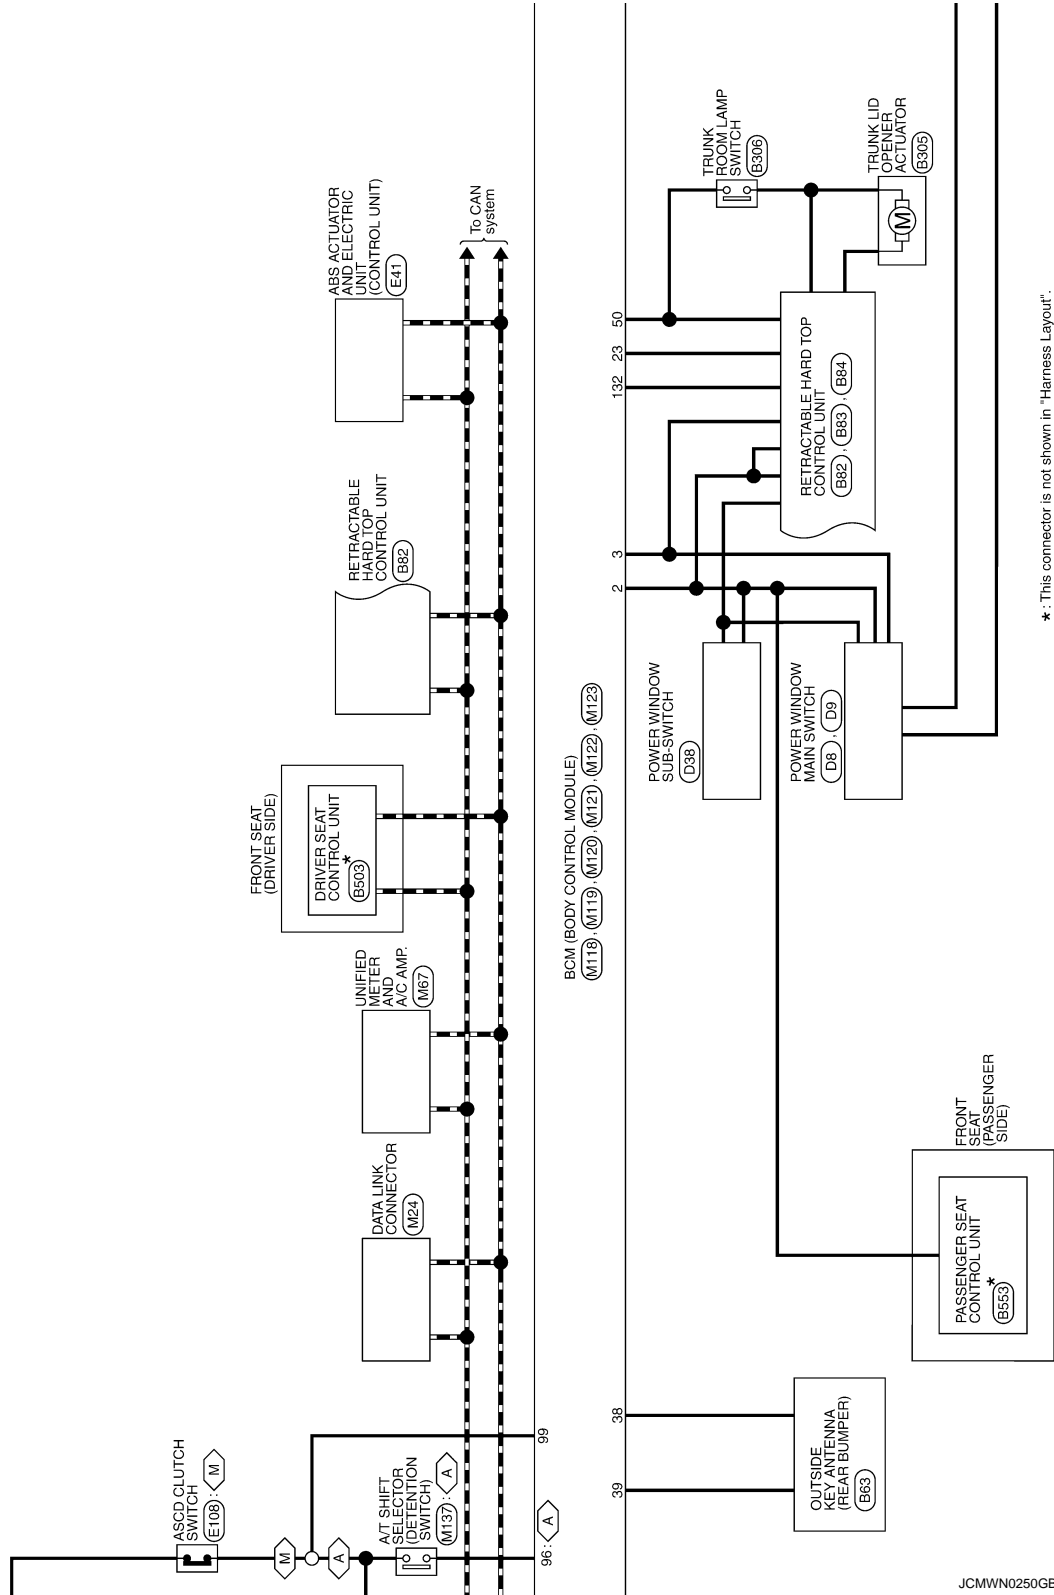 ASCD CLUTCH
SWITCH
E108 : M
M
A
A/T SHIFT
SELECTOR
(DETENTION
SWITCH)
M137 : A
96 : A
99
DATA LINK
CONNECTOR
M24
UNIFIED
METER
AND
A/C AMP.
M67
FRONT SEAT
(DRIVER SIDE)
DRIVER SEAT
CONTROL UNIT
*
B503
RETRACTABLE
HARD TOP
CONTROL UNIT
B82
ABS ACTUATOR
AND ELECTRIC
UNIT
(CONTROL UNIT)
E41
To CAN
system
BCM (BODY CONTROL MODULE)
M118 , M119 , M120 , M121 , M122 , M123
39
38
2
3
132
23
50
OUTSIDE
KEY ANTENNA
(REAR BUMPER)
B63
PASSENGER SEAT
CONTROL UNIT
*
B553
FRONT
SEAT
(PASSENGER
SIDE)
POWER WINDOW
SUB-SWITCH
D38
POWER WINDOW
MAIN SWITCH
D8 , D9
RETRACTABLE HARD TOP
CONTROL UNIT
B82 , B83 , B84
TRUNK
ROOM LAMP
SWITCH
B306
TRUNK LID
OPENER
ACTUATOR
B305
M
* : This connector is not shown in "Harness Layout".
JCMWN0250GE